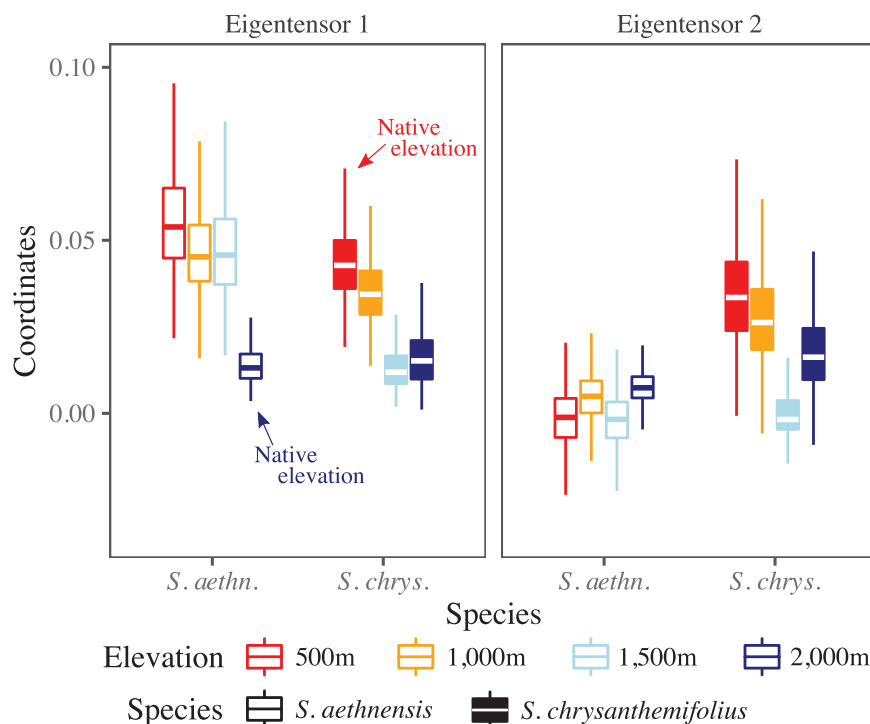 Eigentensor 1
Eigentensor 2
0.10
0.05
0.00
Coordinates
Native
elevation
Native
elevation
S. aethn.
S. chrys.
S. aethn.
S. chrys.
Species
Elevation 500m 1,000m 1,500m 2,000m
Species S. aethnensis S. chrysanthemifolius